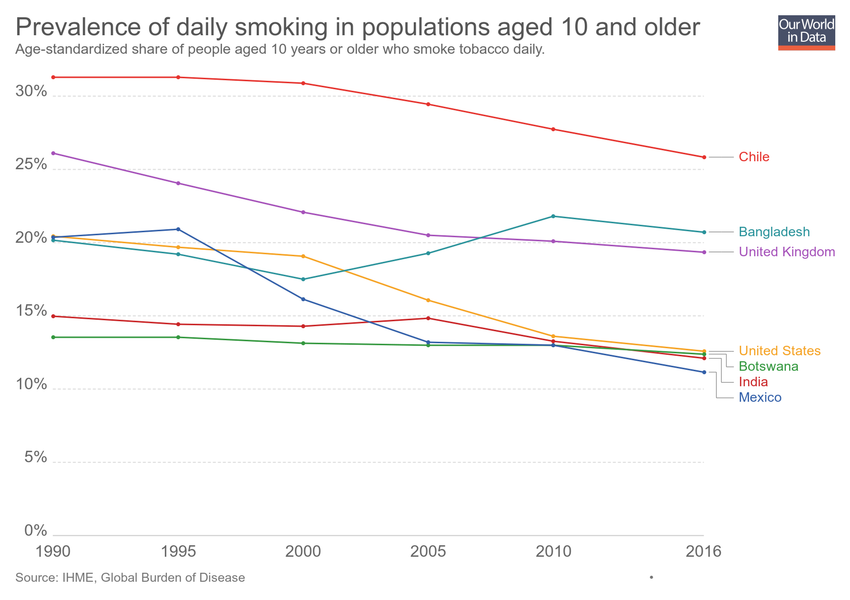 Prevalence of daily smoking in populations aged 10 and older
Age-standardized share of people aged 10 years or older who smoke tobacco daily.
Our World
in Data
30%
25%
20%
15%
10%
5%
0%
Chile
Bangladesh
United Kingdom
United States
Botswana
India
Mexico
1990 1995 2000 2005 2010 2016
Source: IHME, Global Burden of Disease